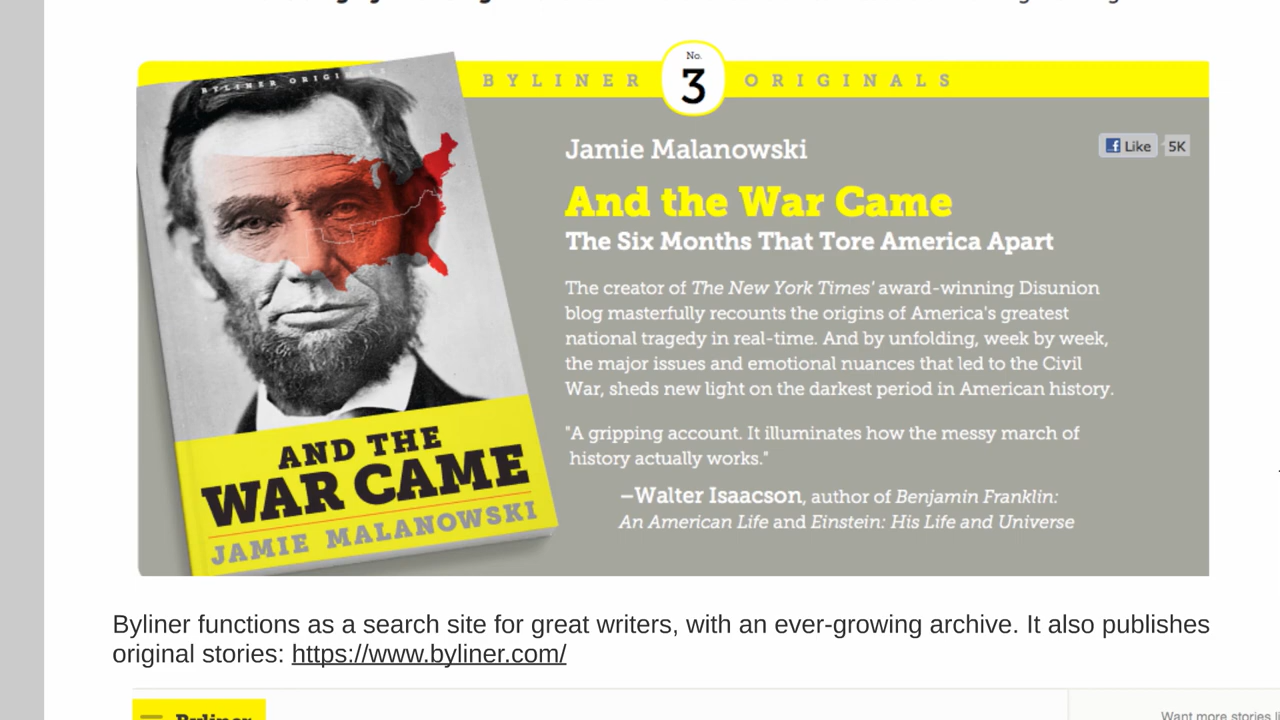 BYLINER ORIGINALS
No.
3
BYLINER ORIGINALS
Jamie Malanowski
Like 5K
And the War Came
The Six Months That Tore America Apart
The creator of The New York Times' award-winning Disunion
blog masterfully recounts the origins of America's greatest
national tragedy in real-time. And by unfolding, week by week,
the major issues and emotional nuances that led to the Civil
War, sheds new light on the darkest period in American history.
"A gripping account. It illuminates how the messy march of
history actually works."
–Walter Isaacson, author of Benjamin Franklin:
An American Life and Einstein: His Life and Universe
AND THE
WAR CAME
JAMIE MALANOWSKI
Byliner functions as a search site for great writers, with an ever-growing archive. It also publishes
original stories: https://www.byliner.com/
Byliner
Want more stories li